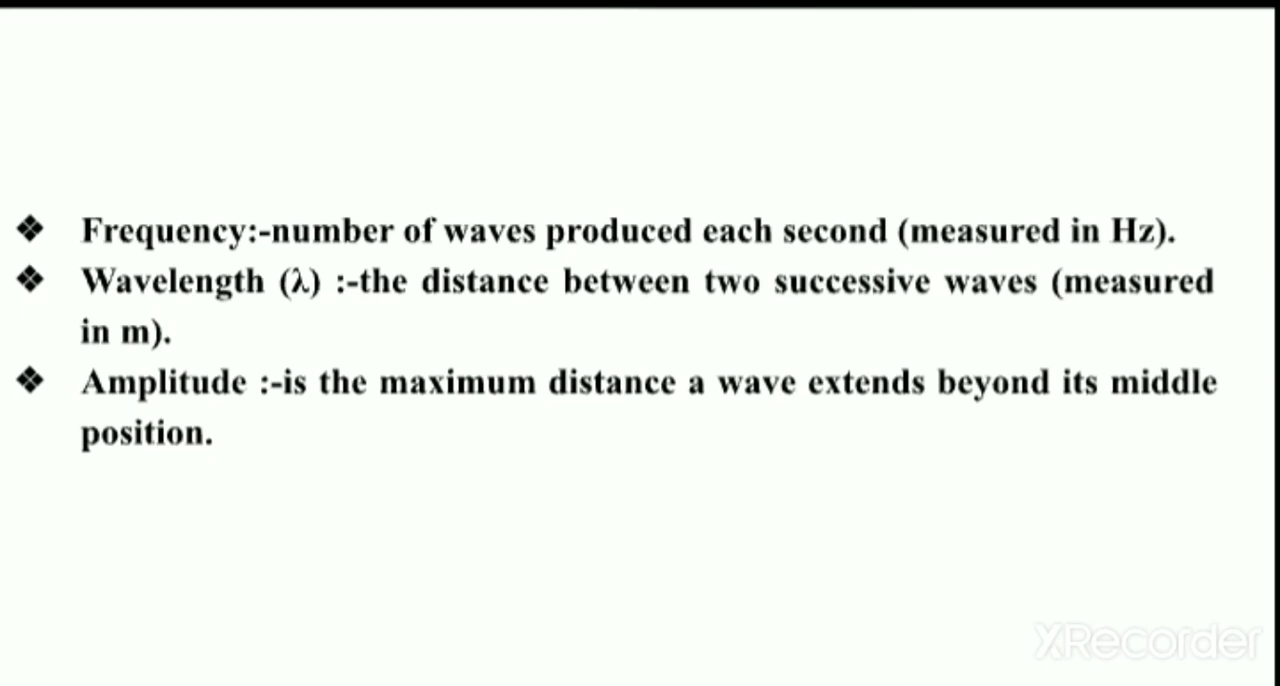 ❖ Frequency:-number of waves produced each second (measured in Hz).
❖ Wavelength (λ) :-the distance between two successive waves (measured
in m).
❖ Amplitude :-is the maximum distance a wave extends beyond its middle
position.
XRecorder